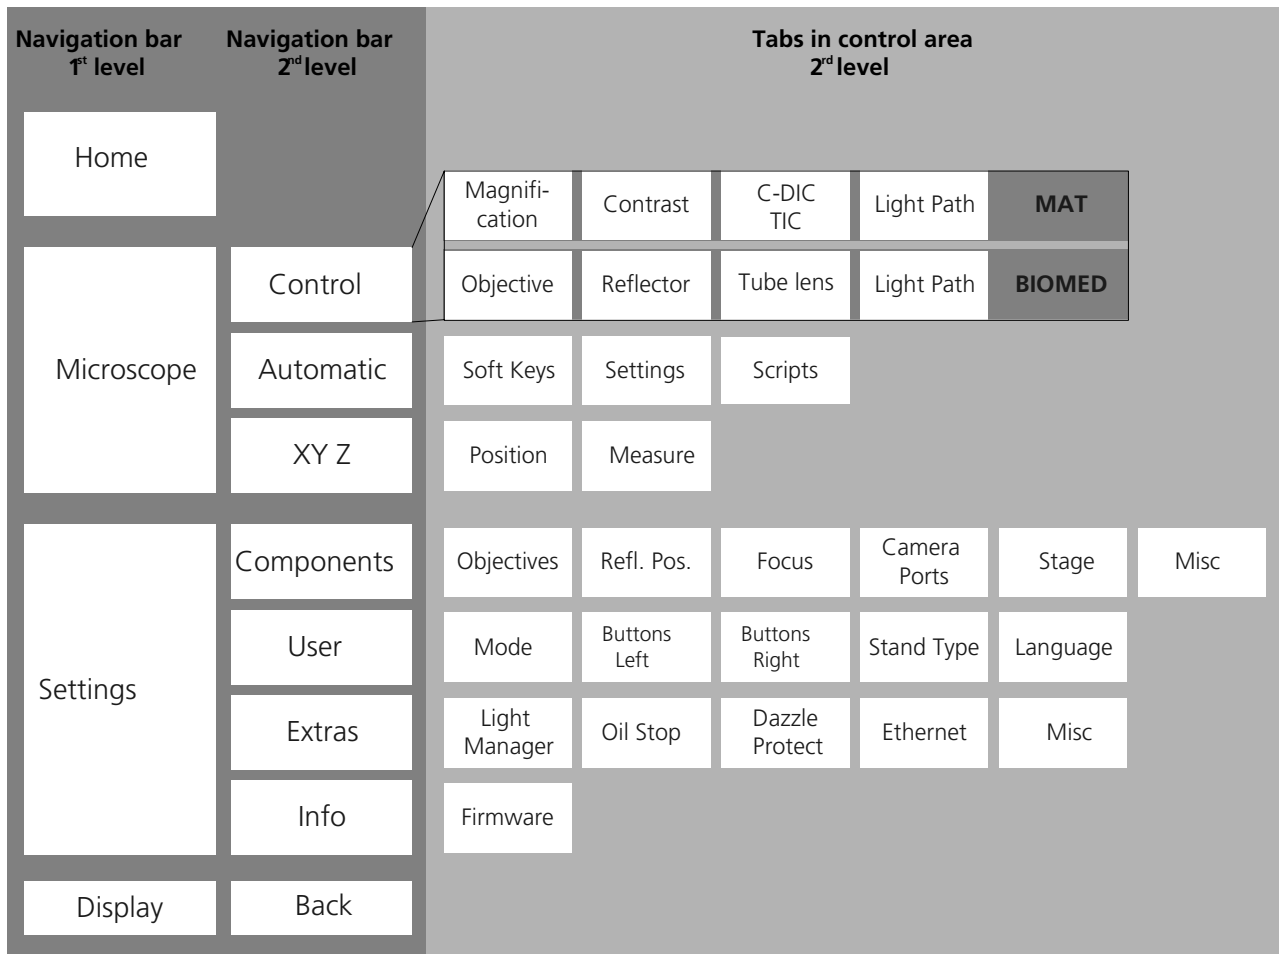 Navigation bar
1st level
Navigation bar
2nd level
Tabs in control area
2rd level
Home
Magnifi-
cation
Contrast
C-DIC
TIC
Light Path
MAT
Microscope
Control
Objective
Reflector
Tube lens
Light Path
BIOMED
Automatic
Soft Keys
Settings
Scripts
XY Z
Position
Measure
Settings
Components
Objectives
Refl. Pos.
Focus
Camera
Ports
Stage
Misc
User
Mode
Buttons
Left
Buttons
Right
Stand Type
Language
Extras
Light
Manager
Oil Stop
Dazzle
Protect
Ethernet
Misc
Info
Firmware
Display
Back